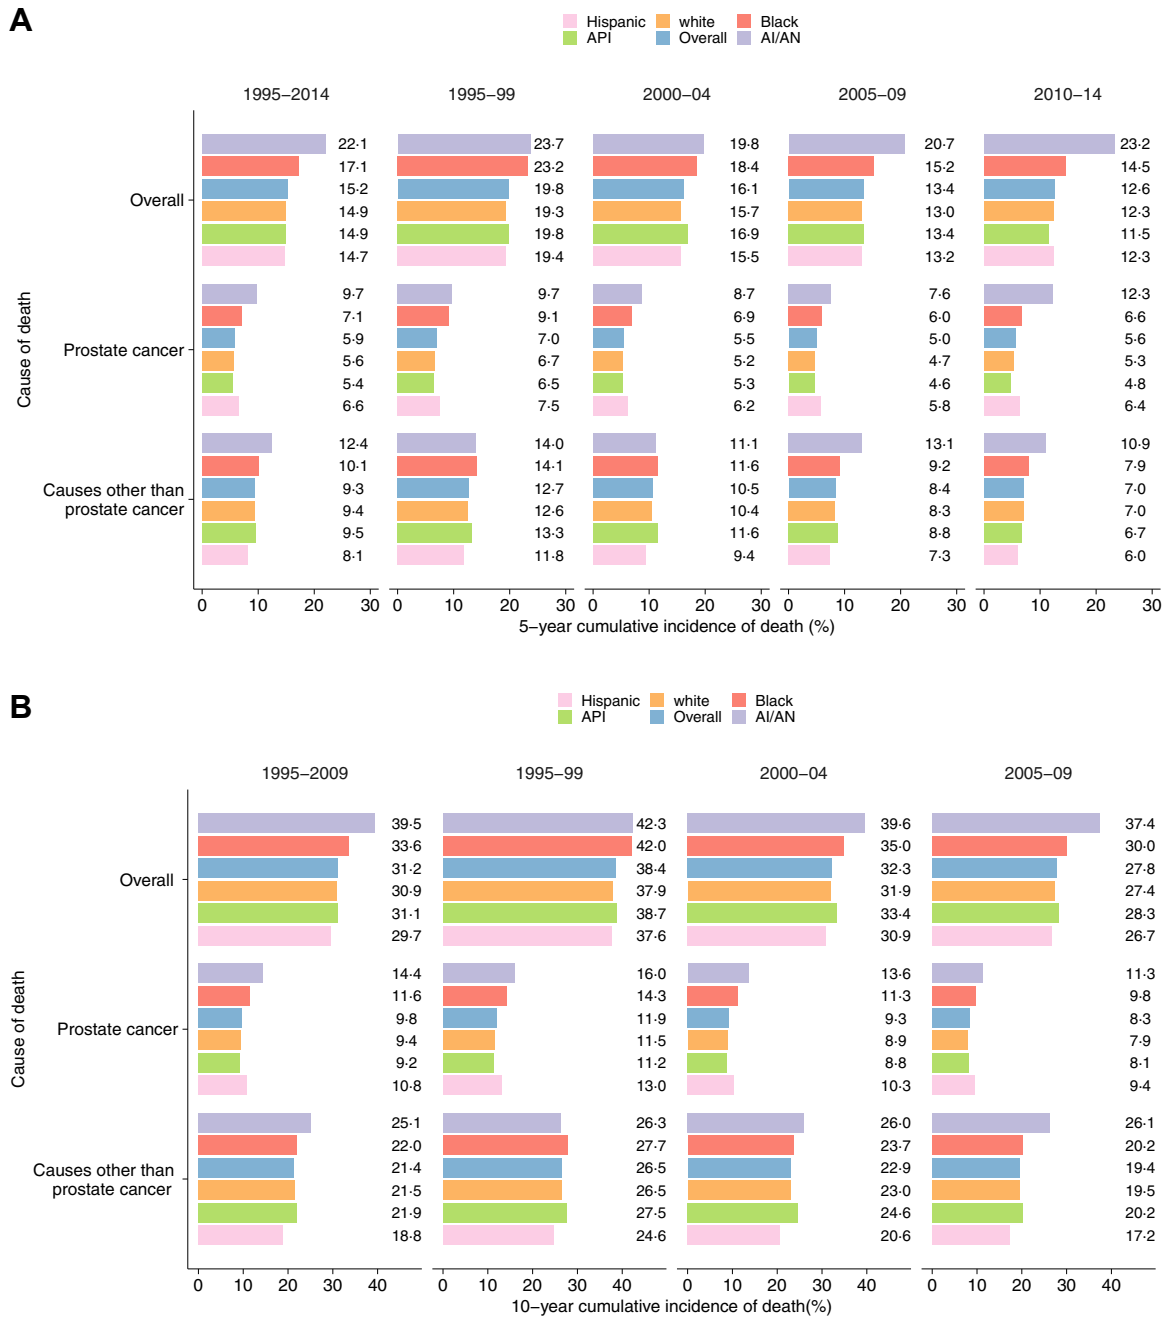 A
Hispanic white Black
API Overall AI/AN
1995–2014 1995–99 2000–04 2005–09 2010–14
22·1 23·7 19·8 20·7 23·2
17·1 23·2 18·4 15·2 14·5
Overall 15·2 19·8 16·1 13·4 12·6
14·9 19·3 15·7 13·0 12·3
14·9 19·8 16·9 13·4 11·5
14·7 19·4 15·5 13·2 12·3
9·7 9·7 8·7 7·6 12·3
7·1 9·1 6·9 6·0 6·6
Prostate cancer 5·9 7·0 5·5 5·0 5·6
5·6 6·7 5·2 4·7 5·3
5·4 6·5 5·3 4·6 4·8
6·6 7·5 6·2 5·8 6·4
12·4 14·0 11·1 13·1 10·9
10·1 14·1 11·6 9·2 7·9
Causes other than 9·3 12·7 10·5 8·4 7·0
prostate cancer 9·4 12·6 10·4 8·3 7·0
9·5 13·3 11·6 8·8 6·7
8·1 11·8 9·4 7·3 6·0
Cause of death
0 10 20 30 0 10 20 30 0 10 20 30 0 10 20 30 0 10 20 30
5−year cumulative incidence of death (%)
B
Hispanic white Black
API Overall AI/AN
1995–2009 1995–99 2000–04 2005–09
39·5 42·3 39·6 37·4
33·6 42·0 35·0 30·0
Overall 31·2 38·4 32·3 27·8
30·9 37·9 31·9 27·4
31·1 38·7 33·4 28·3
29·7 37·6 30·9 26·7
14·4 16·0 13·6 11·3
11·6 14·3 11·3 9·8
Prostate cancer 9·8 11·9 9·3 8·3
9·4 11·5 8·9 7·9
9·2 11·2 8·8 8·1
10·8 13·0 10·3 9·4
25·1 26·3 26·0 26·1
22·0 27·7 23·7 20·2
Causes other than 21·4 26·5 22·9 19·4
prostate cancer 21·5 26·5 23·0 19·5
21·9 27·5 24·6 20·2
18·8 24·6 20·6 17·2
Cause of death
0 10 20 30 40 0 10 20 30 40 0 10 20 30 40 0 10 20 30 40
10−year cumulative incidence of death(%)